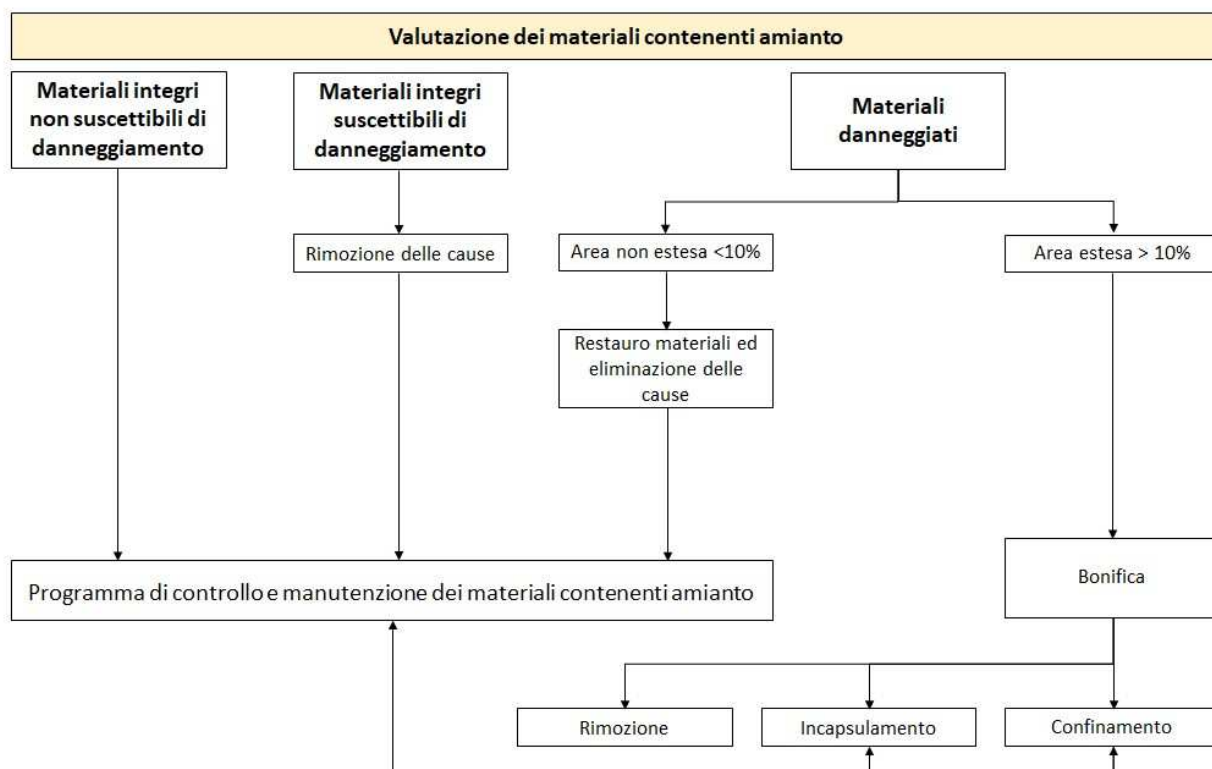 Valutazione dei materiali contenenti amianto
Materiali integri
non suscettibili di
danneggiamento
Materiali integri
suscettibili di
danneggiamento
Materiali
danneggiati
Rimozione delle cause
Area non estesa <10%
Area estesa > 10%
Restauro materiali ed
eliminazione delle
cause
Programma di controllo e manutenzione dei materiali contenenti amianto
Bonifica
Rimozione
Incapsulamento
Confinamento